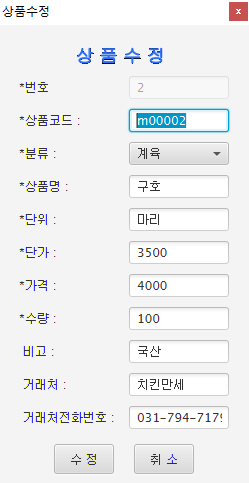 상품수정 x
상 품 수 정
*번호 2
*상품코드 : m00002
*분류 : 계육
*상품명 : 구호
*단위 : 마리
*단가 : 3500
*가격 : 4000
*수량 : 100
비고 : 국산
거래처 : 치킨만세
거래처전화번호 : 031-794-7179
수 정 취 소